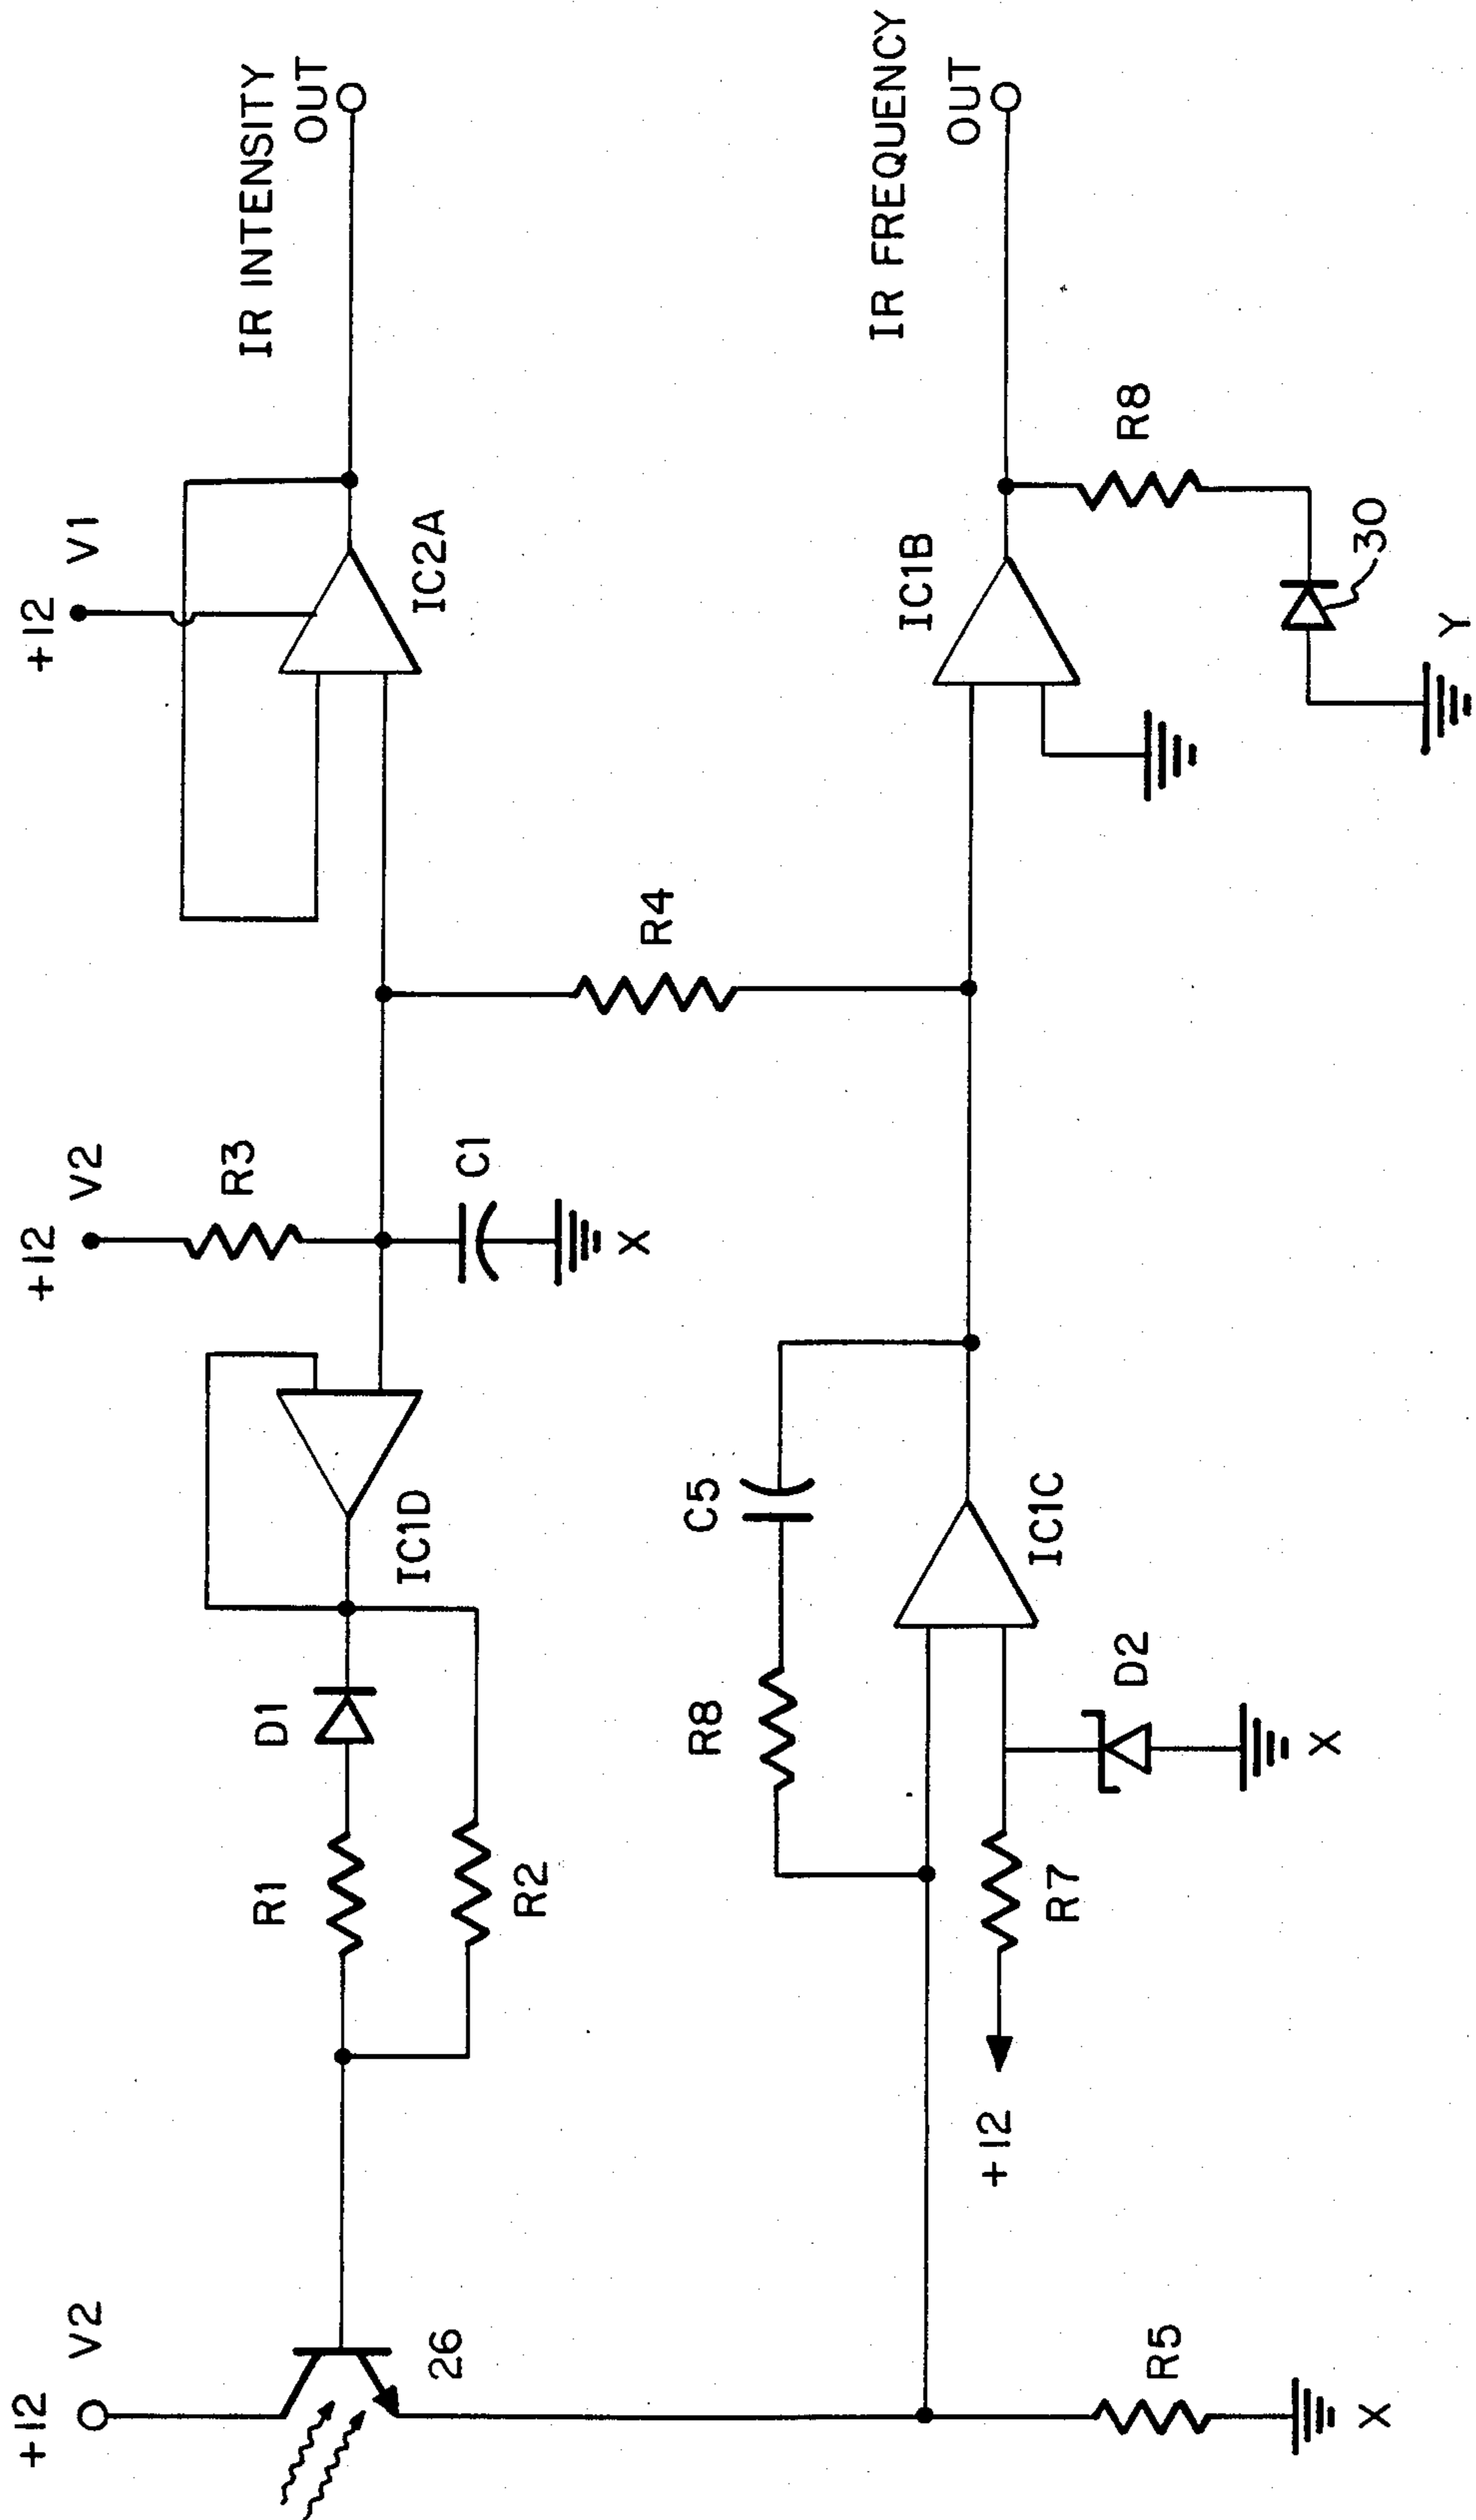 +12 V2
+12 V2
+12 V1
IR INTENSITY
OUT
R3
D1
R1
R2
IC1D
C1
X
IC2A
26
R4
C5
R8
IR FREQUENCY
OUT
IC1C
IC1B
+12
R7
D2
X
R8
R5
X
30
Y